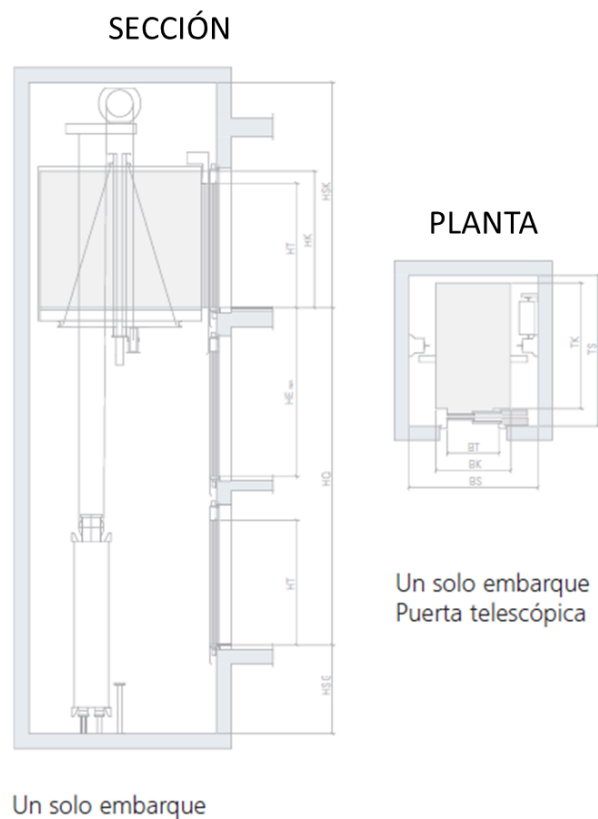 SECCIÓN
HSK
HT
HK
PLANTA
TK
TS
HE min
HQ
BT
BK
BS
HT
Un solo embarque
Puerta telescópica
HSG
Un solo embarque